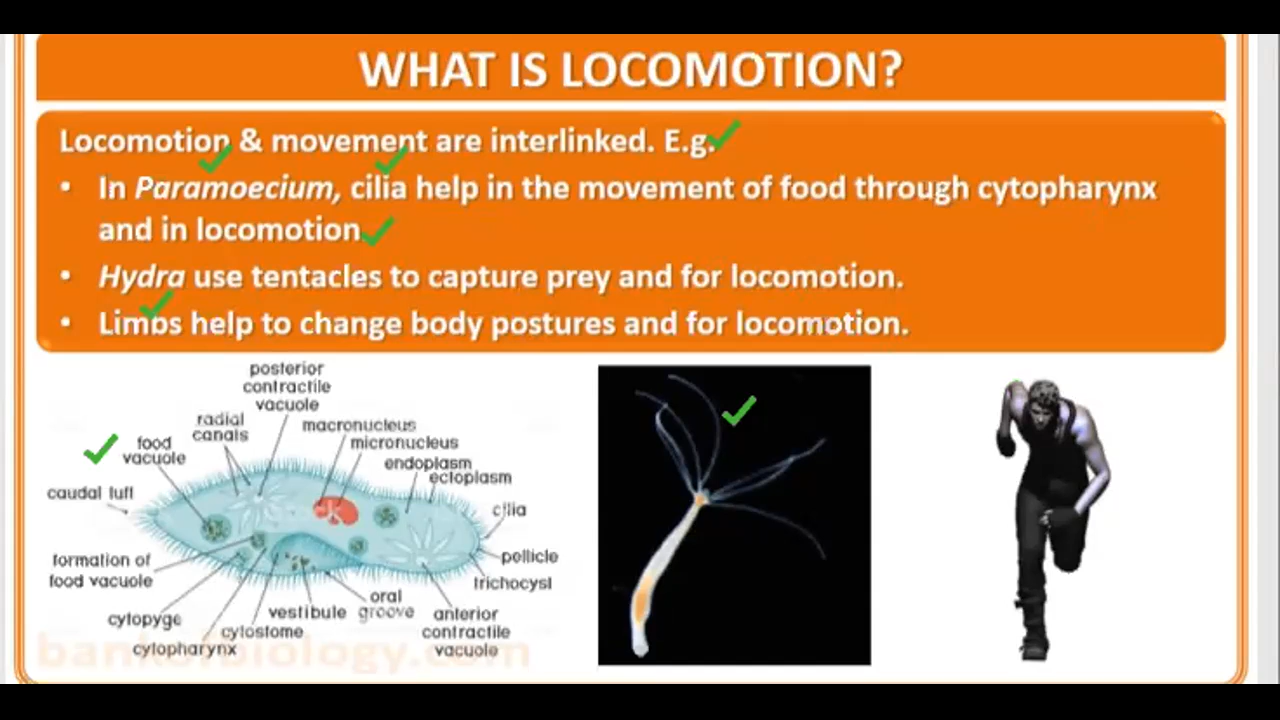 WHAT IS LOCOMOTION?
Locomotion & movement are interlinked. E.g.
• In Paramoecium, cilia help in the movement of food through cytopharynx
and in locomotion.
• Hydra use tentacles to capture prey and for locomotion.
• Limbs help to change body postures and for locomotion.
posterior
contractile
vacuole
radial
canals
macronucleus
micronucleus
food
vacuole
endoplasm
ectoplasm
caudal tuft
cilia
formation of
food vacuole
pellicle
trichocyst
oral
groove
vestibule
anterior
contractile
vacuole
cytopyge
cytostome
cytopharynx
bankofbiology.com